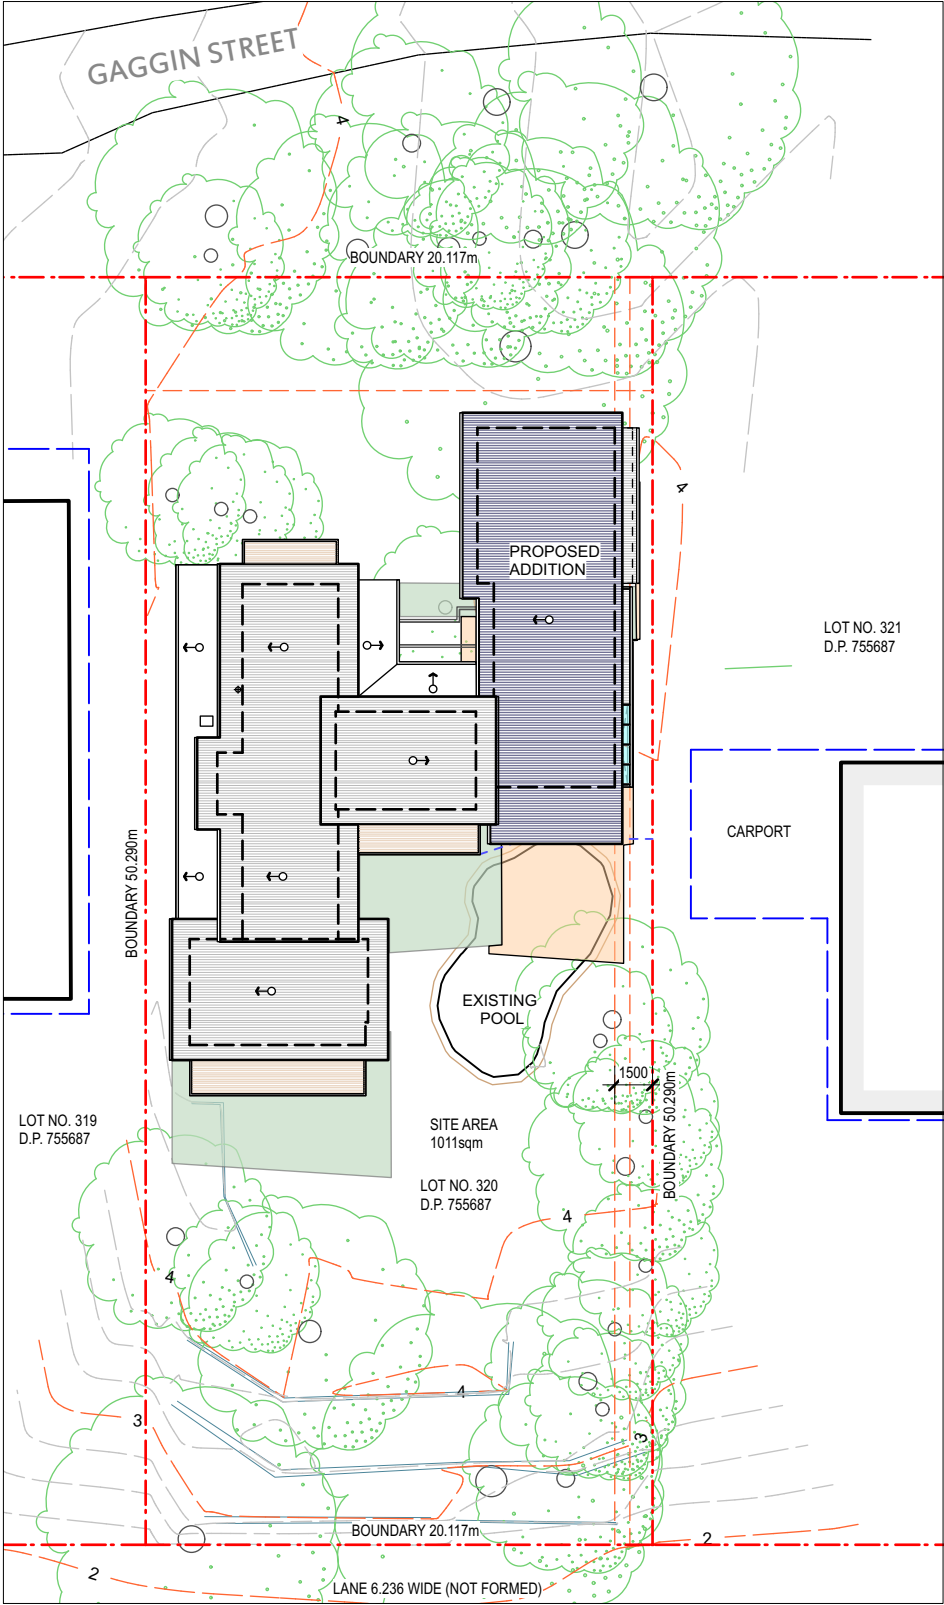 GAGGIN STREET
4
BOUNDARY 20.117m
4
PROPOSED
ADDITION
LOT NO. 321
D.P. 755687
CARPORT
BOUNDARY 50.290m
EXISTING
POOL
1500
BOUNDARY 50.290m
LOT NO. 319
D.P. 755687
SITE AREA
1011sqm
LOT NO. 320
D.P. 755687
4
4
4
3
3
BOUNDARY 20.117m
2
2
LANE 6.236 WIDE (NOT FORMED)